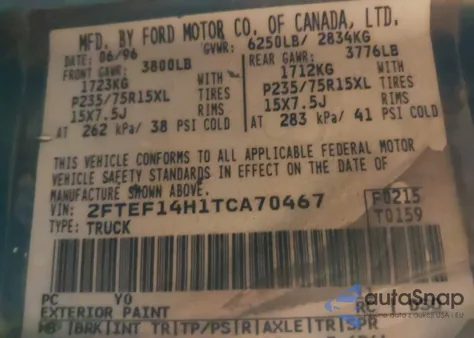 MFD. BY FORD MOTOR CO. OF CANADA, LTD.
DATE: 06/96 GVWR: 6250LB/ 2834KG
FRONT GAWR: 3800LB REAR GAWR: 3776LB
1723KG WITH 1712KG WITH
P235/75R15XL TIRES P235/75R15XL TIRES
15X7.5J RIMS 15X7.5J RIMS
AT 262 kPa/ 38 PSI COLD AT 283 kPa/ 41 PSI COLD
THIS VEHICLE CONFORMS TO ALL APPLICABLE FEDERAL MOTOR
VEHICLE SAFETY STANDARDS IN EFFECT ON THE DATE OF
MANUFACTURE SHOWN ABOVE.
VIN: 2FTEF14H1TCA70467 F0215
TYPE: TRUCK T0159
PC Y0 RC
EXTERIOR PAINT
WB |BRK|INT TR|TP/PS|R|AXLE|TR|SPR
autoSnap